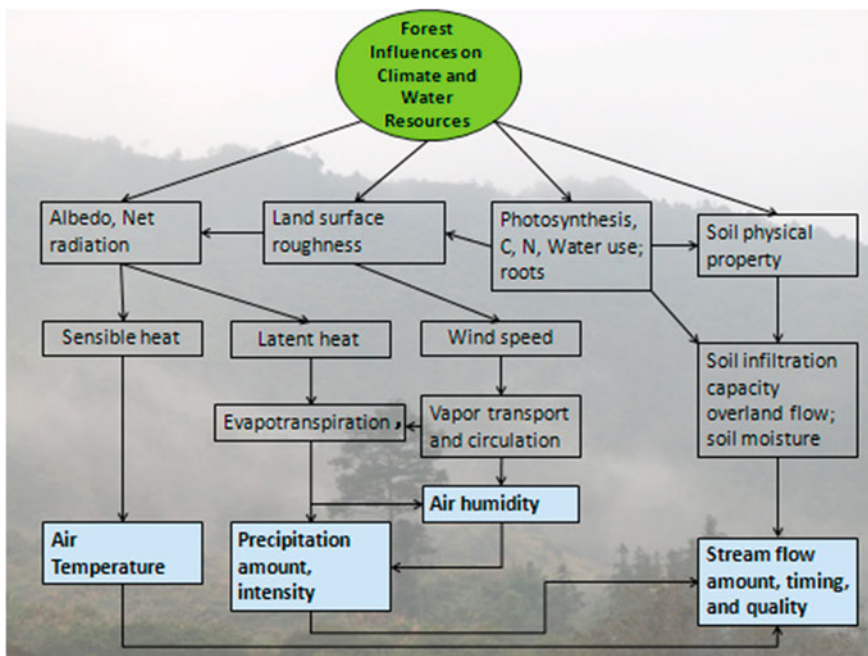 Forest
Influences on
Climate and
Water
Resources
Albedo, Net
radiation
Land surface
roughness
Photosynthesis,
C, N, Water use;
roots
Soil physical
property
Sensible heat
Latent heat
Wind speed
Soil infiltration
capacity
overland flow;
soil moisture
Evapotranspiration,
Vapor transport
and circulation
Air humidity
Air
Temperature
Precipitation
amount,
intensity
Stream flow
amount, timing,
and quality